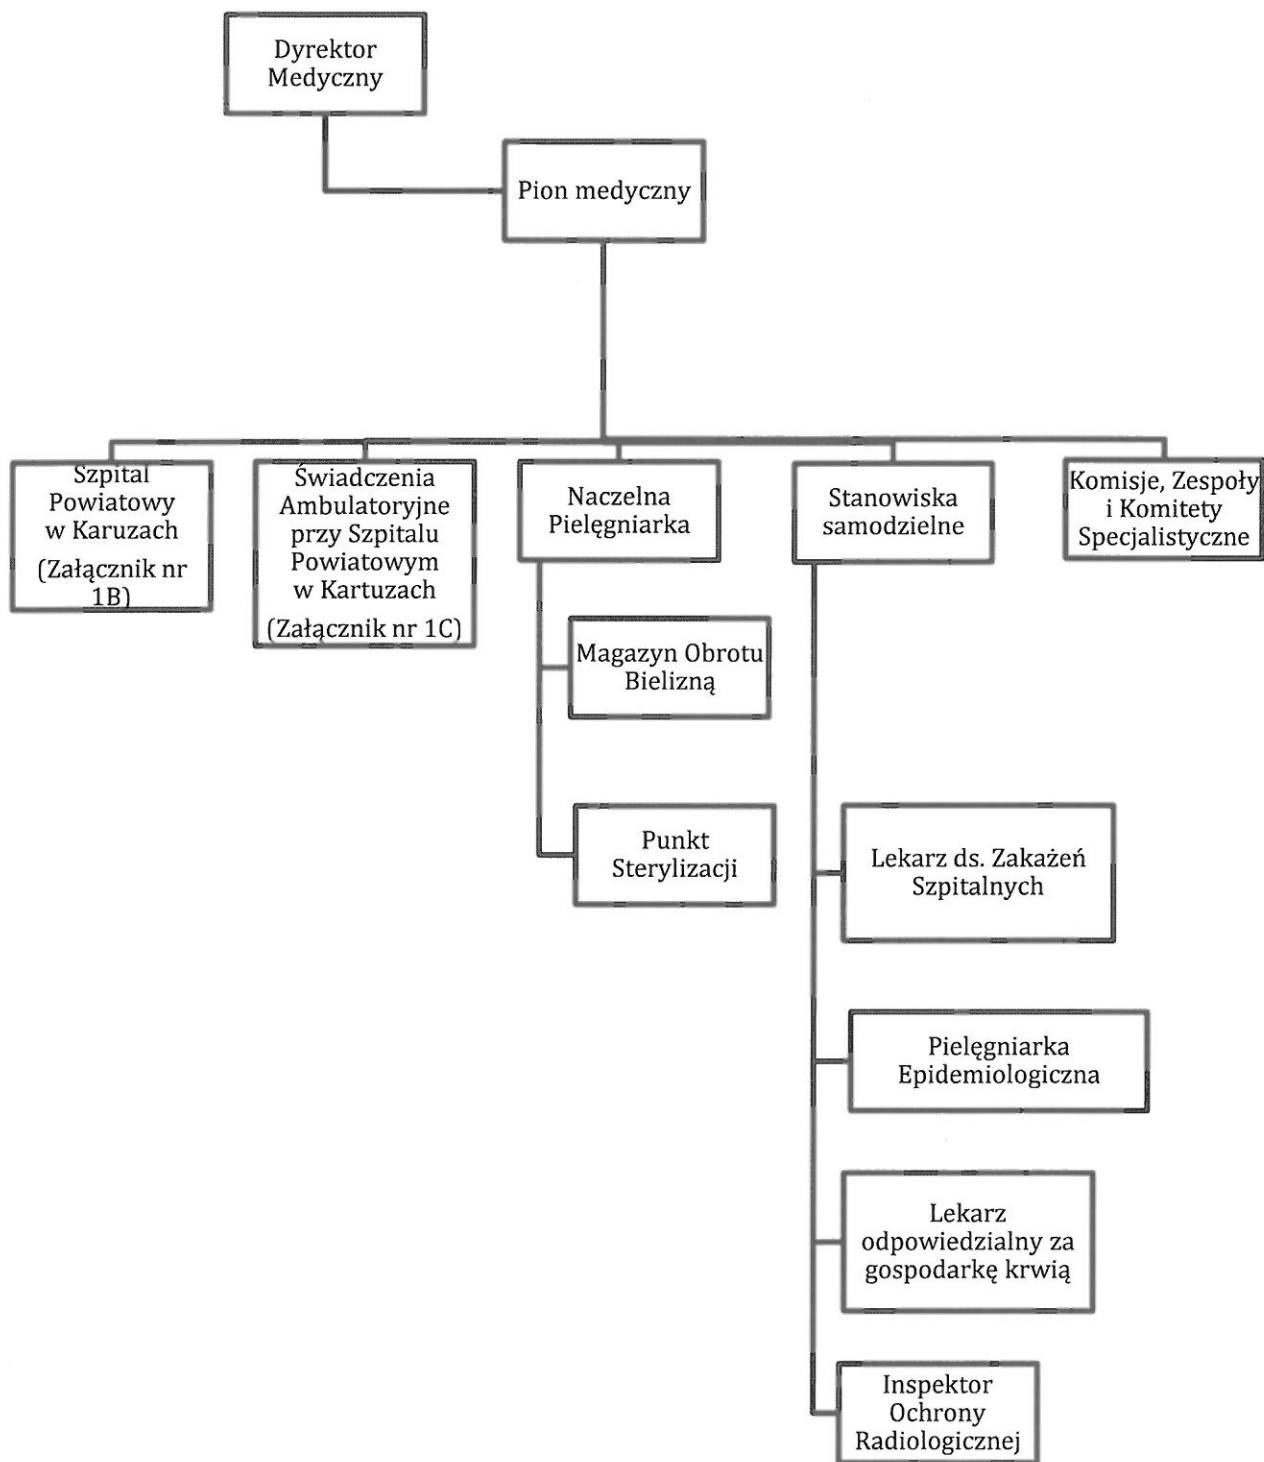 Dyrektor
Medyczny
Pion medyczny
Szpital
Powiatowy
w Karuzach
(Załącznik nr
1B)
Świadczenia
Ambulatoryjne
przy Szpitalu
Powiatowym
w Kartuzach
(Załącznik nr 1C)
Naczelna
Pielęgniarka
Stanowiska
samodzielne
Komisje, Zespoły
i Komitety
Specjalistyczne
Magazyn Obrotu
Bielizną
Punkt
Sterylizacji
Lekarz ds. Zakażeń
Szpitalnych
Pielęgniarka
Epidemiologiczna
Lekarz
odpowiedzialny za
gospodarkę krwią
Inspektor
Ochrony
Radiologicznej